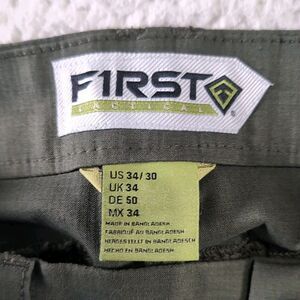 F1RST
TACTICAL
US 34/30
UK 34
DE 50
MX 34
MADE IN BANGLADESH
FABRIQUÉ AU BANGLADESH
HERGESTELLT IN BANGLADESCH
HECHO EN BANGLADESH